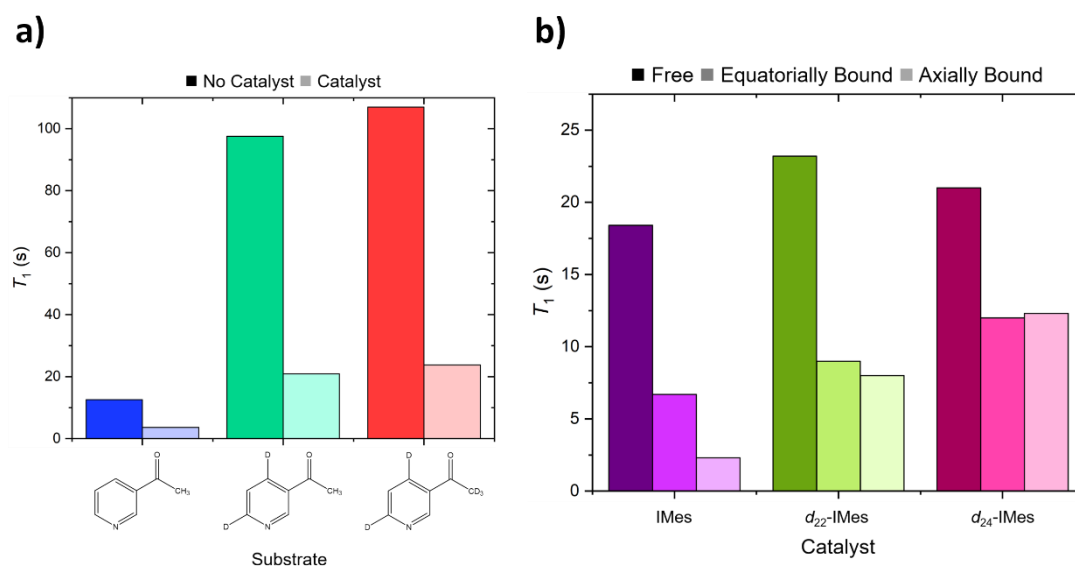 a)
No Catalyst Catalyst
T₁ (s)
100
80
60
40
20
0
O
CH₃
N
D
O
CH₃
D
N
D
O
CD₃
D
N
Substrate
b)
Free Equatorially Bound Axially Bound
T₁ (s)
25
20
15
10
5
0
IMes
d₂₂-IMes
d₂₄-IMes
Catalyst